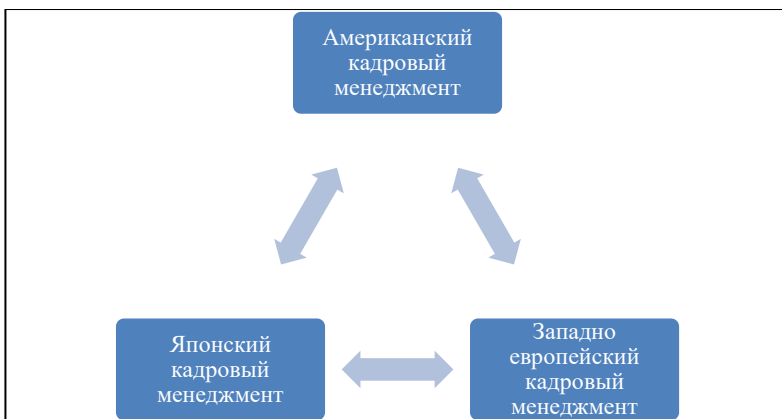 Американский
кадровый
менеджмент
Японский
кадровый
менеджмент
Западно
европейский
кадровый
менеджмент